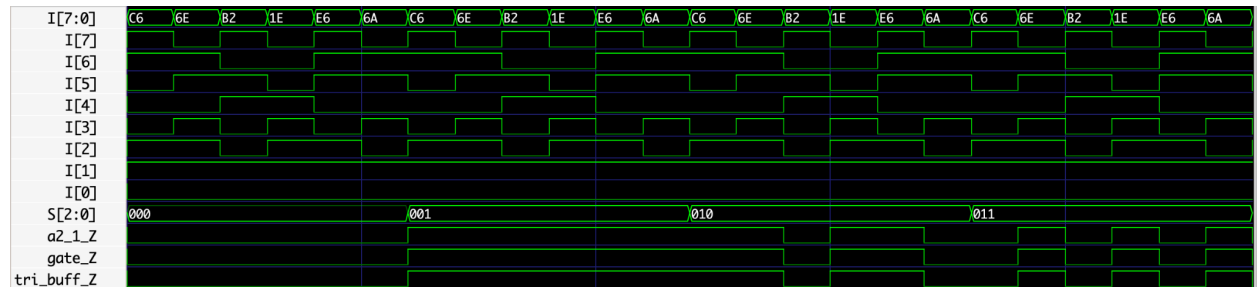 I[7:0] C6 6E B2 1E E6 6A C6 6E B2 1E E6 6A C6 6E B2 1E E6 6A C6 6E B2 1E E6 6A
I[7]
I[6]
I[5]
I[4]
I[3]
I[2]
I[1]
I[0]
S[2:0] 000 001 010 011
a2_1_Z
gate_Z
tri_buff_Z